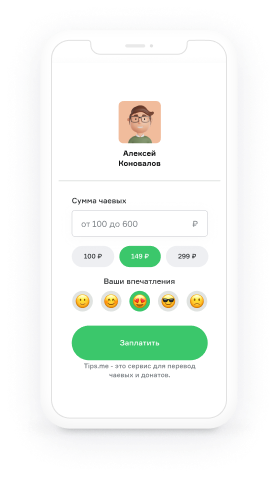 Алексей
Коновалов
Сумма чаевых
от 100 до 600 ₽
100 ₽ 149 ₽ 299 ₽
Ваши впечатления
Заплатить
Tips.me - это сервис для перевод
чаевых и донатов.